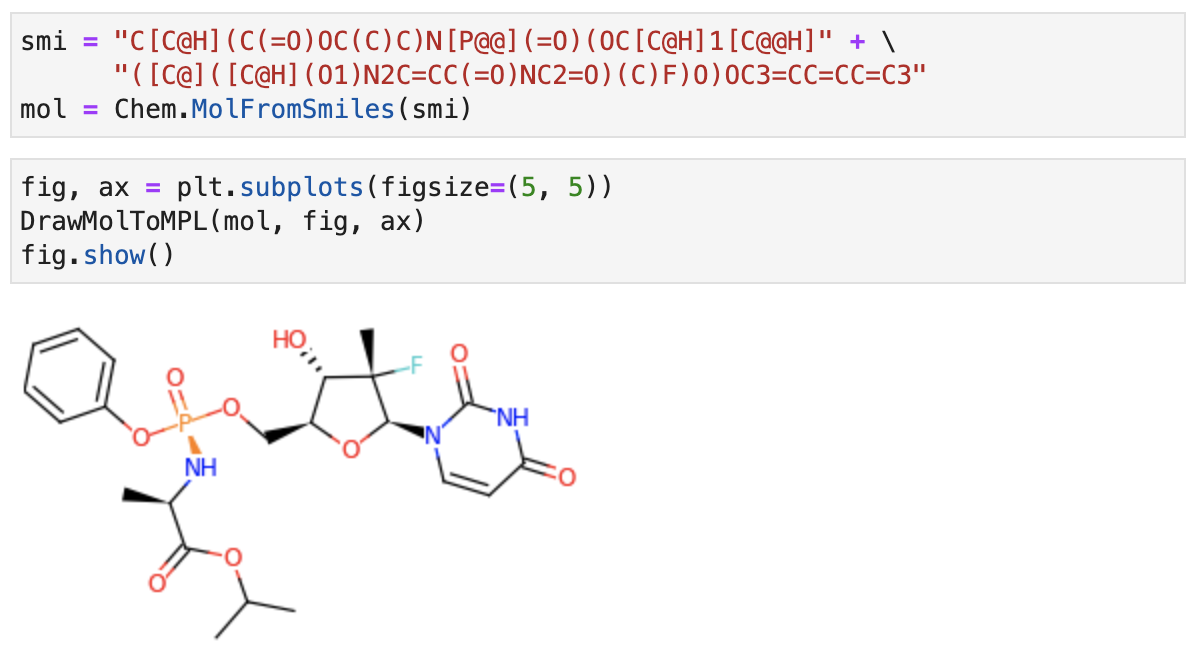 smi = "C[C@H](C(=O)OC(C)C)N[P@@](=O)(OC[C@H]1[C@@H]" + \
"([C@]([C@H](O1)N2C=CC(=O)NC2=O)(C)F)O)OC3=CC=CC=C3"
mol = Chem.MolFromSmiles(smi)
fig, ax = plt.subplots(figsize=(5, 5))
DrawMolToMPL(mol, fig, ax)
fig.show()
HO
O
F
O
P
O
O
O
N
NH
NH
O
O
O